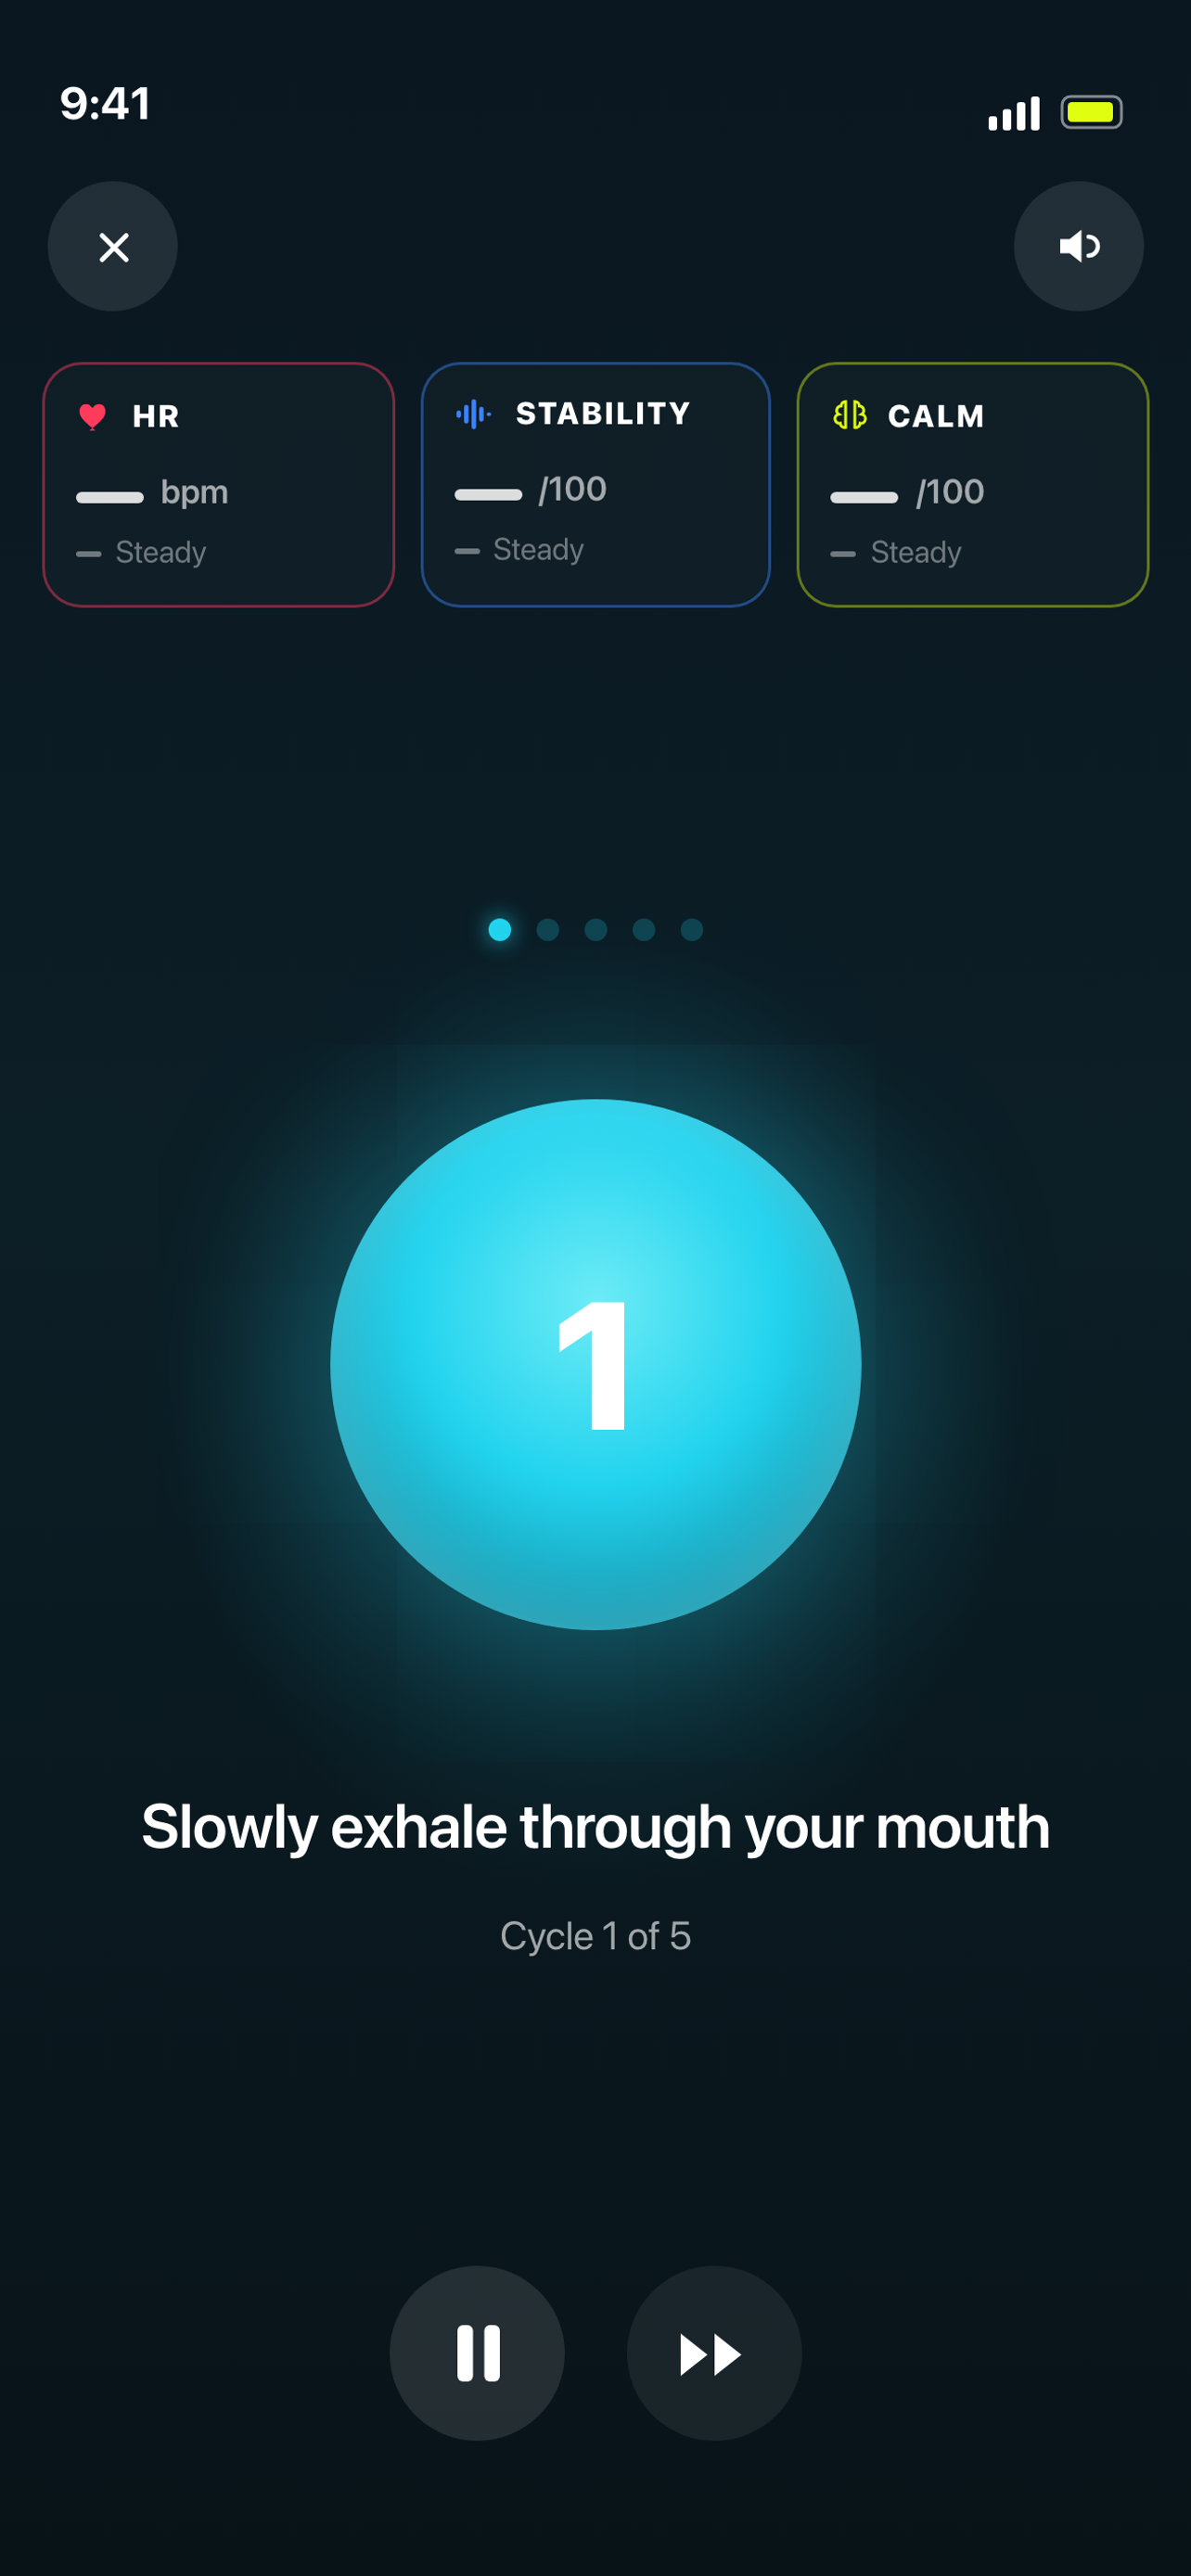 9:41
HR
STABILITY
CALM
— bpm
— /100
— /100
— Steady
— Steady
— Steady
1
Slowly exhale through your mouth
Cycle 1 of 5